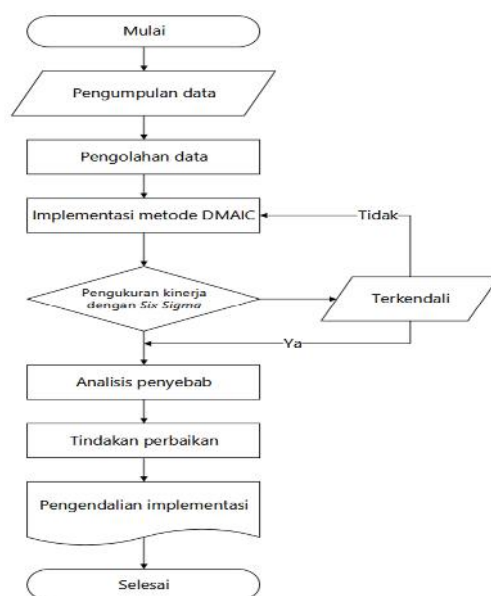 Mulai
Pengumpulan data
Pengolahan data
Implementasi metode DMAIC
Tidak
Pengukuran kinerja
dengan Six Sigma
Terkendali
Ya
Analisis penyebab
Tindakan perbaikan
Pengendalian implementasi
Selesai